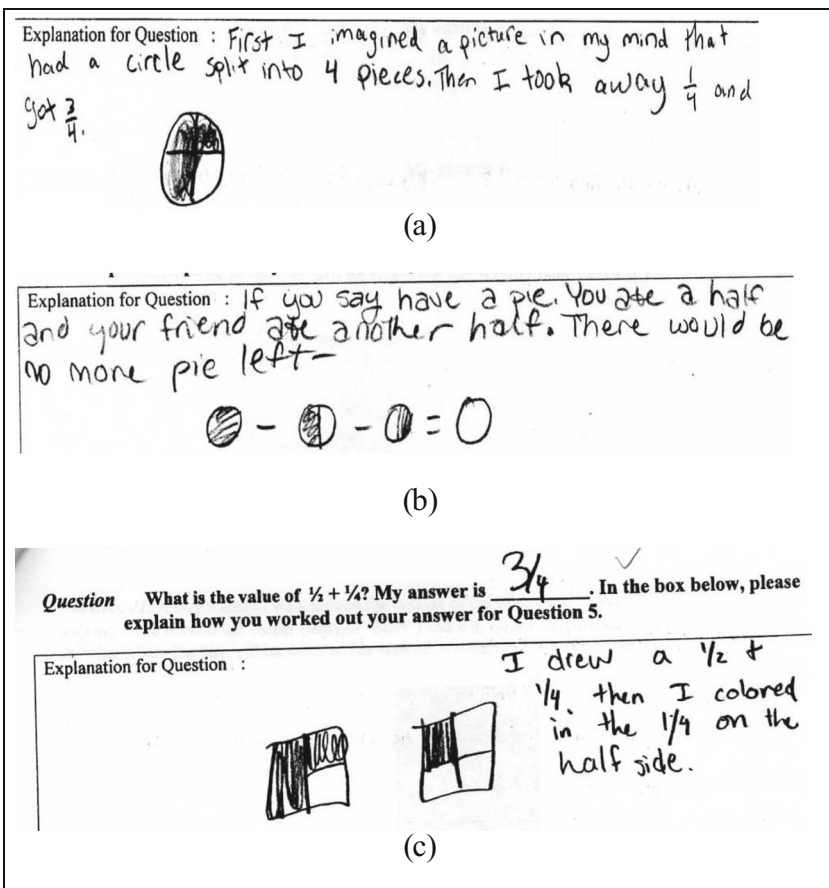 Explanation for Question : First I imagined a picture in my mind that
had a circle split into 4 pieces. Then I took away 1/4 and
got 3/4.
(a)
Explanation for Question : If you say have a pie. You ate a half
and your friend ate another half. There would be
no more pie left-
- - = 0
(b)
3/4
Question What is the value of ½ + ¼? My answer is ________. In the box below, please
explain how you worked out your answer for Question 5.
Explanation for Question :
I drew a 1/2 +
1/4. then I colored
in the 1/4 on the
half side.
(c)